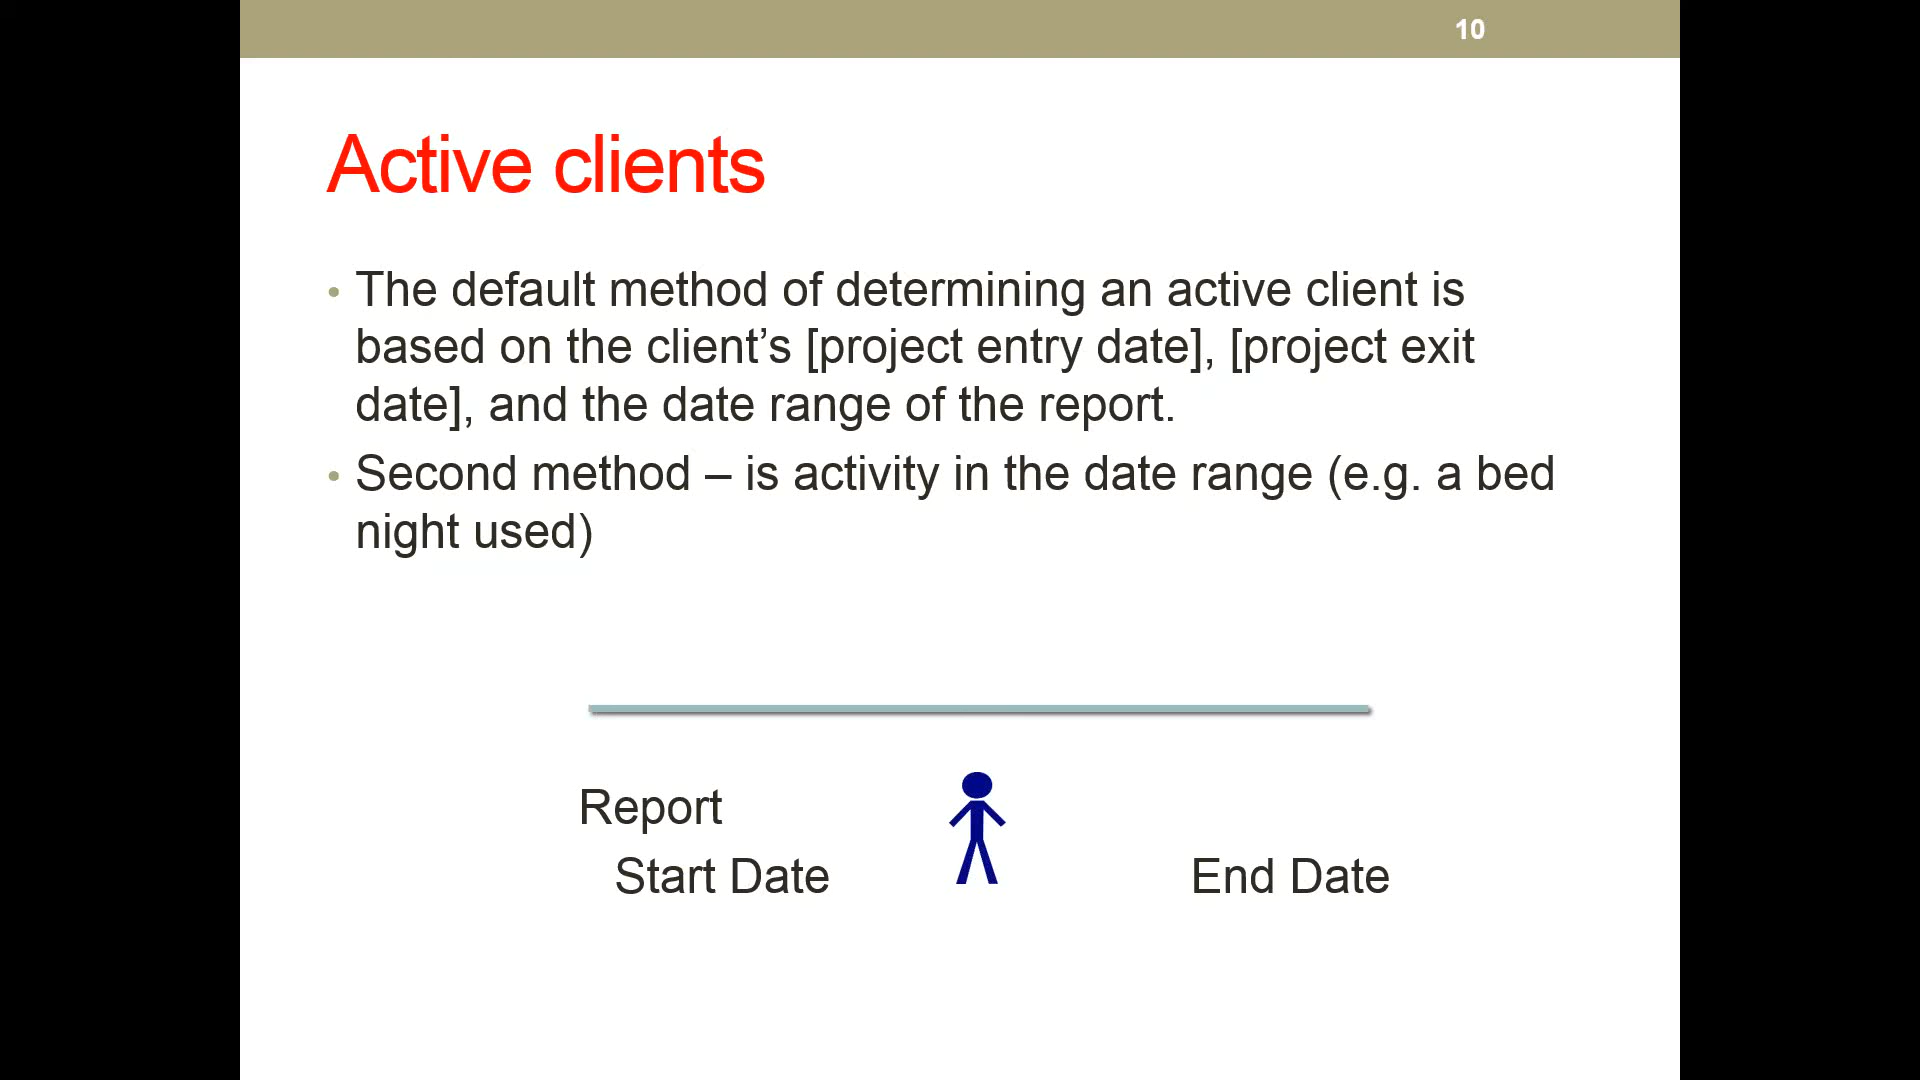 10
Active clients
• The default method of determining an active client is
based on the client’s [project entry date], [project exit
date], and the date range of the report.
• Second method – is activity in the date range (e.g. a bed
night used)
Report
Start Date
End Date